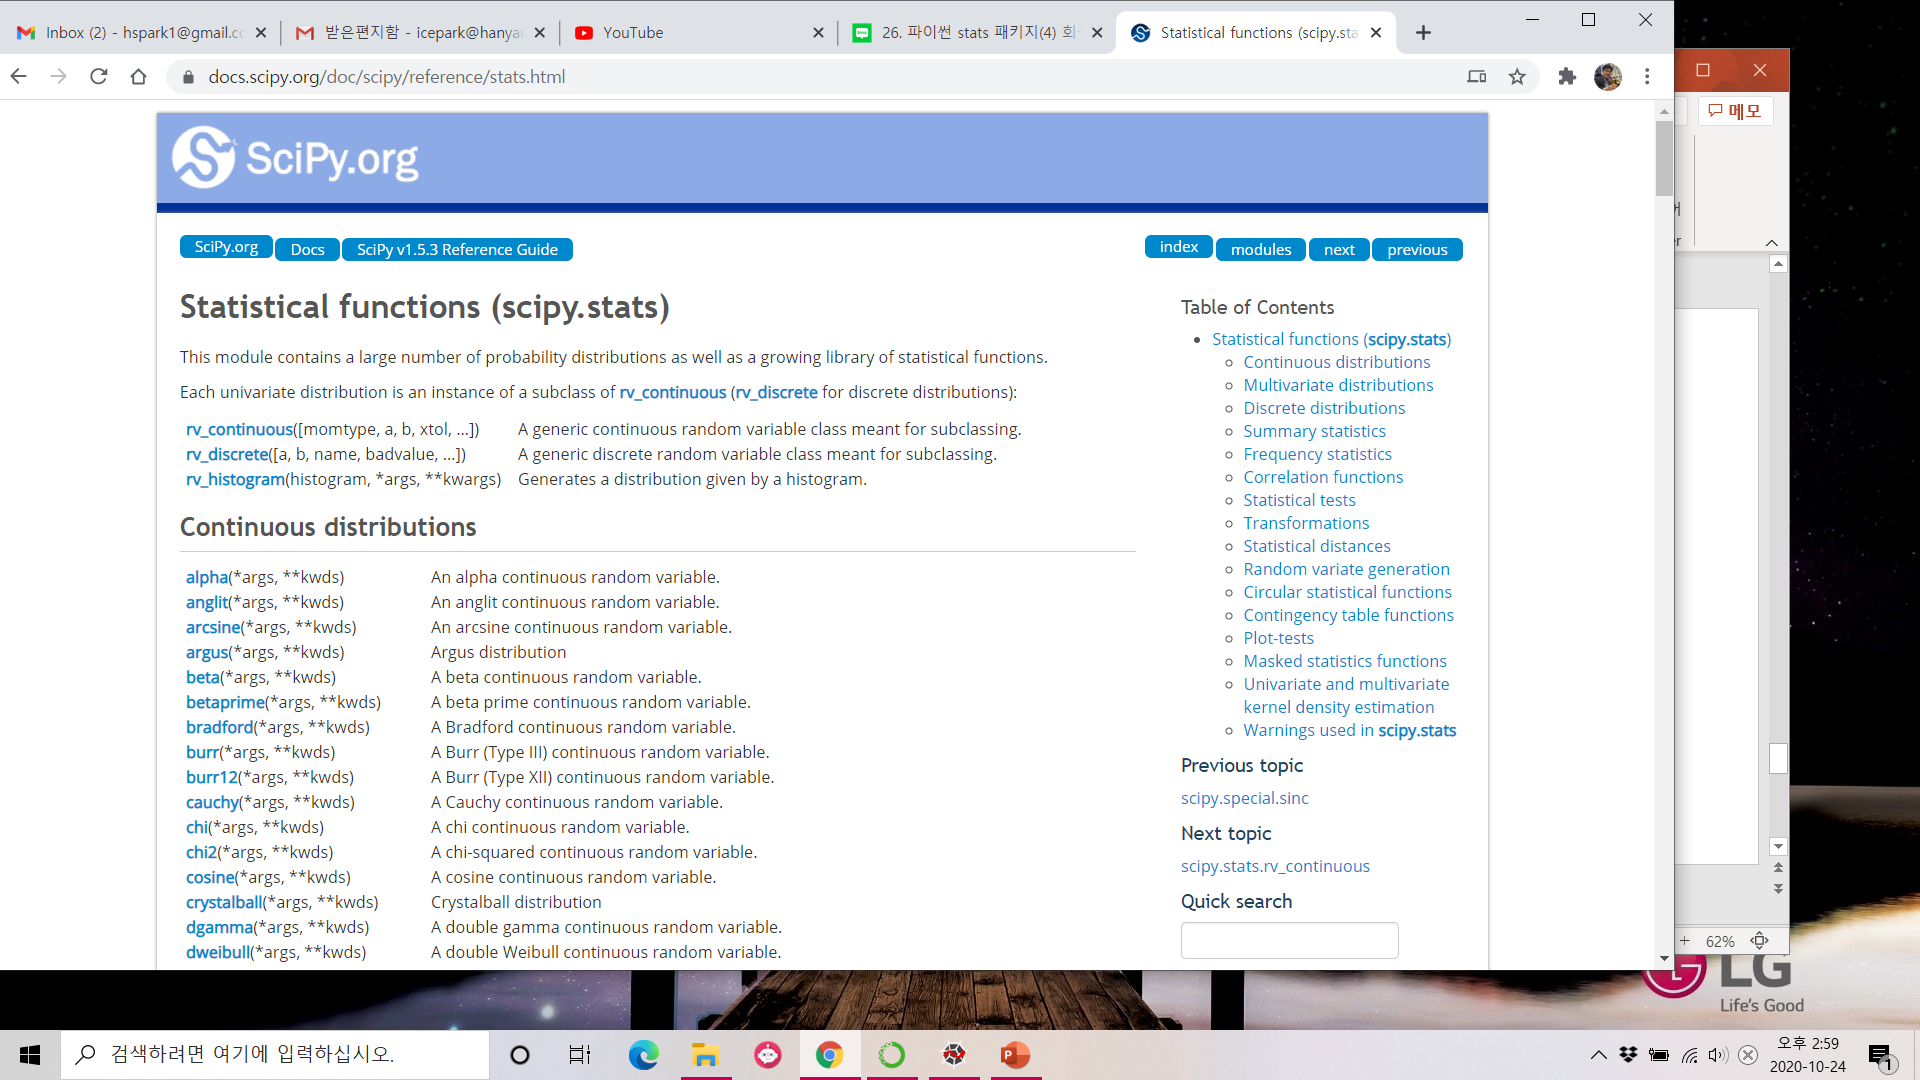 Inbox (2) - hspark1@gmail.co
받은편지함 - icepark@hanya
YouTube
26. 파이썬 stats 패키지(4) 회
Statistical functions (scipy.sta
docs.scipy.org/doc/scipy/reference/stats.html
메모
SciPy.org
SciPy.org
Docs
SciPy v1.5.3 Reference Guide
index
modules
next
previous
Statistical functions (scipy.stats)
This module contains a large number of probability distributions as well as a growing library of statistical functions.
Each univariate distribution is an instance of a subclass of rv_continuous (rv_discrete for discrete distributions):
rv_continuous([momtype, a, b, xtol, ...]) A generic continuous random variable class meant for subclassing.
rv_discrete([a, b, name, badvalue, ...]) A generic discrete random variable class meant for subclassing.
rv_histogram(histogram, *args, **kwargs) Generates a distribution given by a histogram.
Continuous distributions
alpha(*args, **kwds) An alpha continuous random variable.
anglit(*args, **kwds) An anglit continuous random variable.
arcsine(*args, **kwds) An arcsine continuous random variable.
argus(*args, **kwds) Argus distribution
beta(*args, **kwds) A beta continuous random variable.
betaprime(*args, **kwds) A beta prime continuous random variable.
bradford(*args, **kwds) A Bradford continuous random variable.
burr(*args, **kwds) A Burr (Type III) continuous random variable.
burr12(*args, **kwds) A Burr (Type XII) continuous random variable.
cauchy(*args, **kwds) A Cauchy continuous random variable.
chi(*args, **kwds) A chi continuous random variable.
chi2(*args, **kwds) A chi-squared continuous random variable.
cosine(*args, **kwds) A cosine continuous random variable.
crystalball(*args, **kwds) Crystalball distribution
dgamma(*args, **kwds) A double gamma continuous random variable.
dweibull(*args, **kwds) A double Weibull continuous random variable.
Table of Contents
Statistical functions (scipy.stats)
Continuous distributions
Multivariate distributions
Discrete distributions
Summary statistics
Frequency statistics
Correlation functions
Statistical tests
Transformations
Statistical distances
Random variate generation
Circular statistical functions
Contingency table functions
Plot-tests
Masked statistics functions
Univariate and multivariate
kernel density estimation
Warnings used in scipy.stats
Previous topic
scipy.special.sinc
Next topic
scipy.stats.rv_continuous
Quick search
62%
LG
Life's Good
검색하려면 여기에 입력하십시오.
오후 2:59
2020-10-24
1